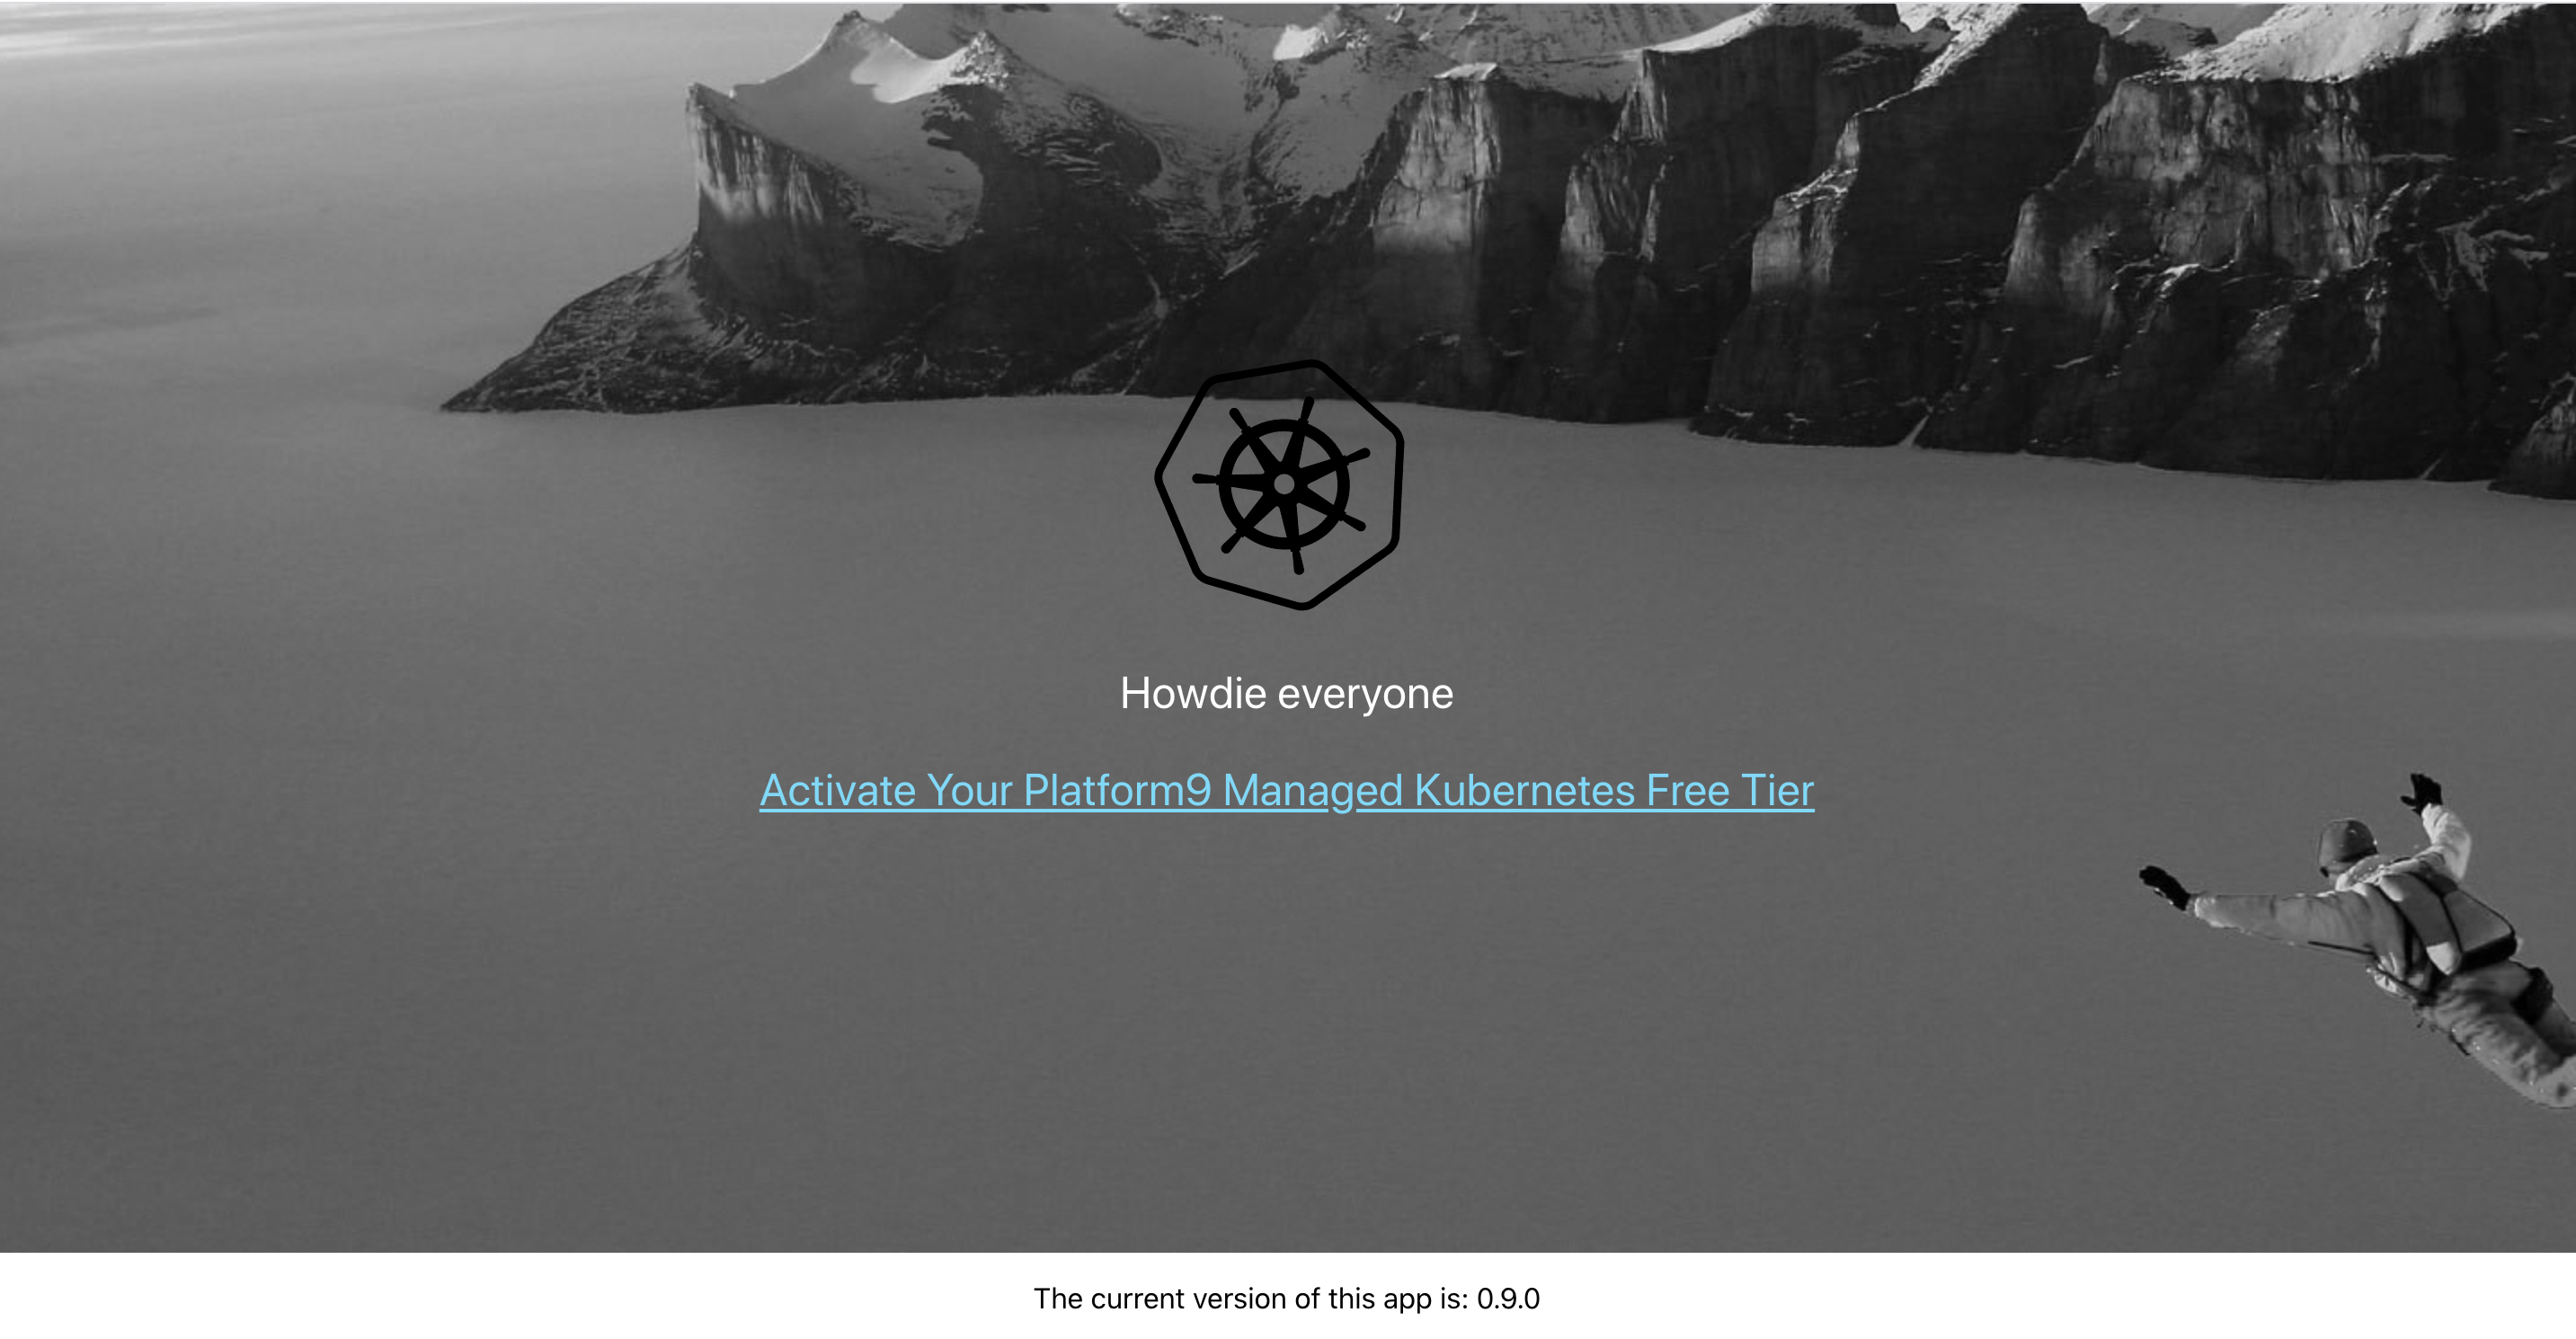 Howdie everyone
Activate Your Platform9 Managed Kubernetes Free Tier
The current version of this app is: 0.9.0